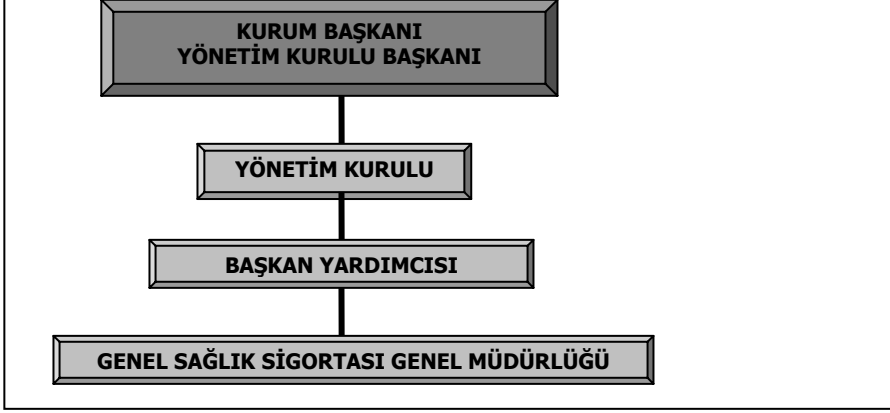 KURUM BAŞKANI
YÖNETİM KURULU BAŞKANI
YÖNETİM KURULU
BAŞKAN YARDIMCISI
GENEL SAĞLIK SİGORTASI GENEL MÜDÜRLÜĞÜ